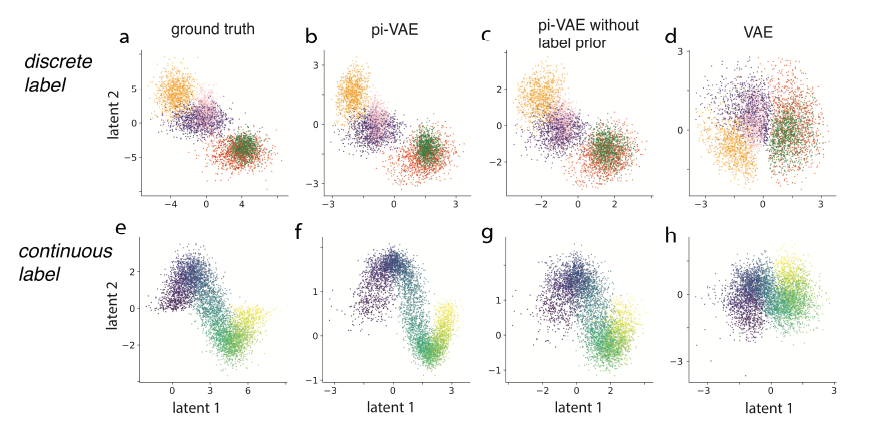 ground truth
pi-VAE
pi-VAE without
label prior
VAE
discrete
label
a
b
c
d
latent 2
5
0
−5
−4
0
4
3
0
−3
−3
0
3
2
0
−2
−2
0
2
3
0
−3
0
3
continuous
label
e
f
g
h
latent 2
2
0
−2
0
3
6
latent 1
1
0
−1
−3
0
3
latent 1
1
0
−1
0
2
latent 1
0
−3
−3
0
3
latent 1